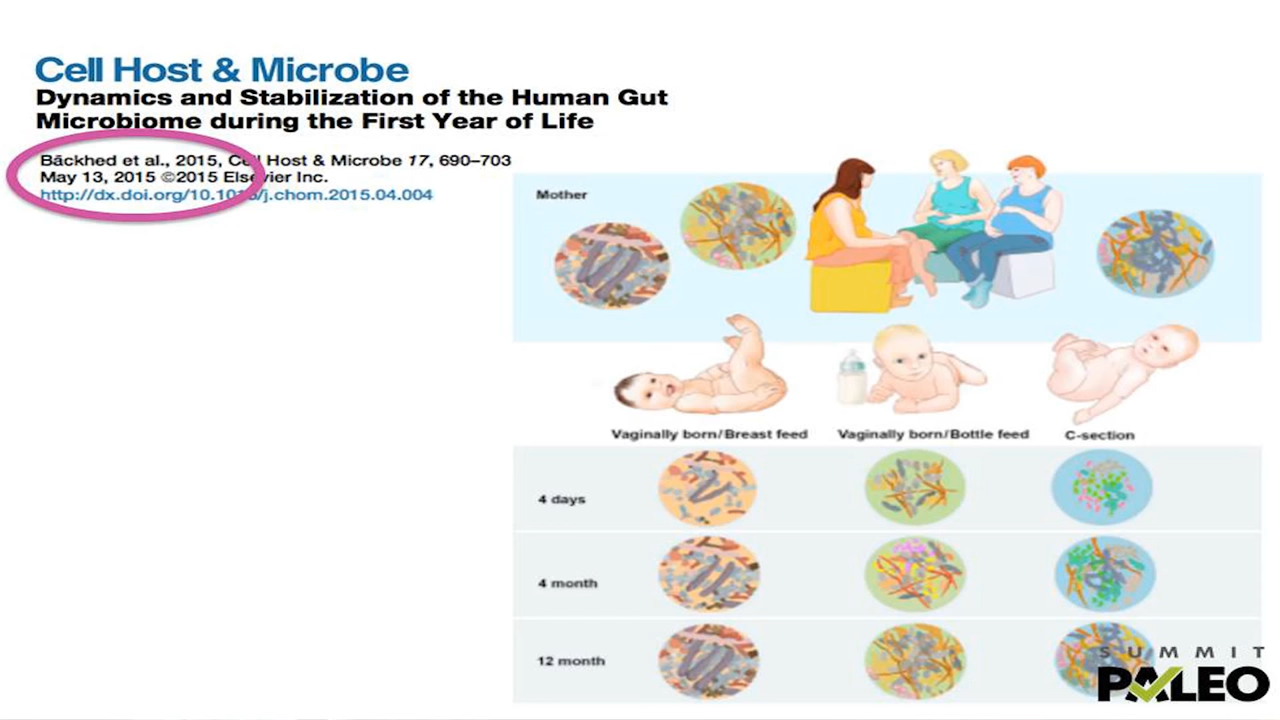 Cell Host & Microbe
Dynamics and Stabilization of the Human Gut
Microbiome during the First Year of Life
Bäckhed et al., 2015, Cell Host & Microbe 17, 690–703
May 13, 2015 ©2015 Elsevier Inc.
http://dx.doi.org/10.1016/j.chom.2015.04.004
Mother
Vaginally born/Breast feed
Vaginally born/Bottle feed
C-section
4 days
4 month
12 month
SUMMIT
PALEO